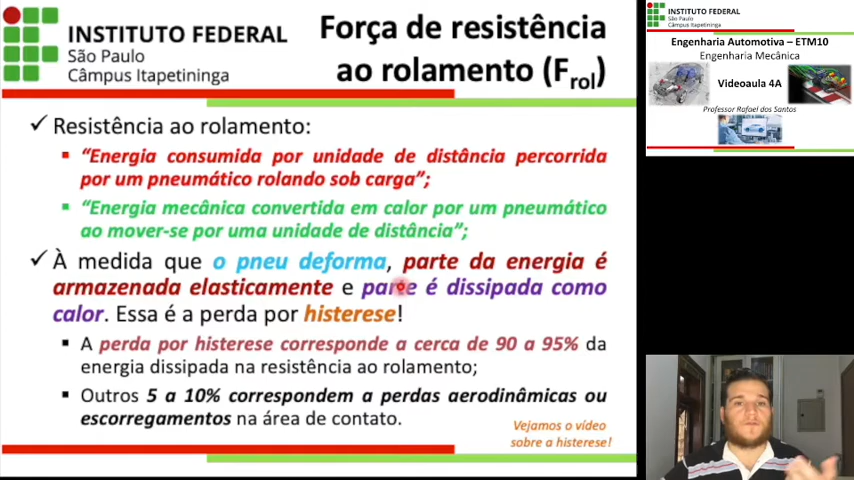 INSTITUTO FEDERAL
São Paulo
Câmpus Itapetininga
Força de resistência
ao rolamento (Frol)
✓ Resistência ao rolamento:
▪ “Energia consumida por unidade de distância percorrida
por um pneumático rolando sob carga”;
▪ “Energia mecânica convertida em calor por um pneumático
ao mover-se por uma unidade de distância”;
✓ À medida que o pneu deforma, parte da energia é
armazenada elasticamente e parte é dissipada como
calor. Essa é a perda por histerese!
▪ A perda por histerese corresponde a cerca de 90 a 95% da
energia dissipada na resistência ao rolamento;
▪ Outros 5 a 10% correspondem a perdas aerodinâmicas ou
escorregamentos na área de contato.
Vejamos o vídeo
sobre a histerese!
INSTITUTO FEDERAL
São Paulo
Câmpus Itapetininga
Engenharia Automotiva – ETM10
Engenharia Mecânica
Videoaula 4A
Professor Rafael dos Santos